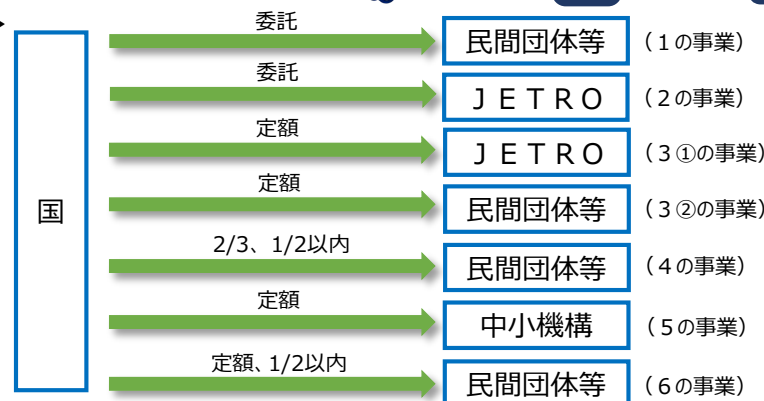 委託
民間団体等 (1の事業)
委託
JETRO (2の事業)
定額
JETRO (3①の事業)
定額
民間団体等 (3②の事業)
国
2/3、1/2以内
民間団体等 (4の事業)
定額
中小機構 (5の事業)
定額、1/2以内
民間団体等 (6の事業)